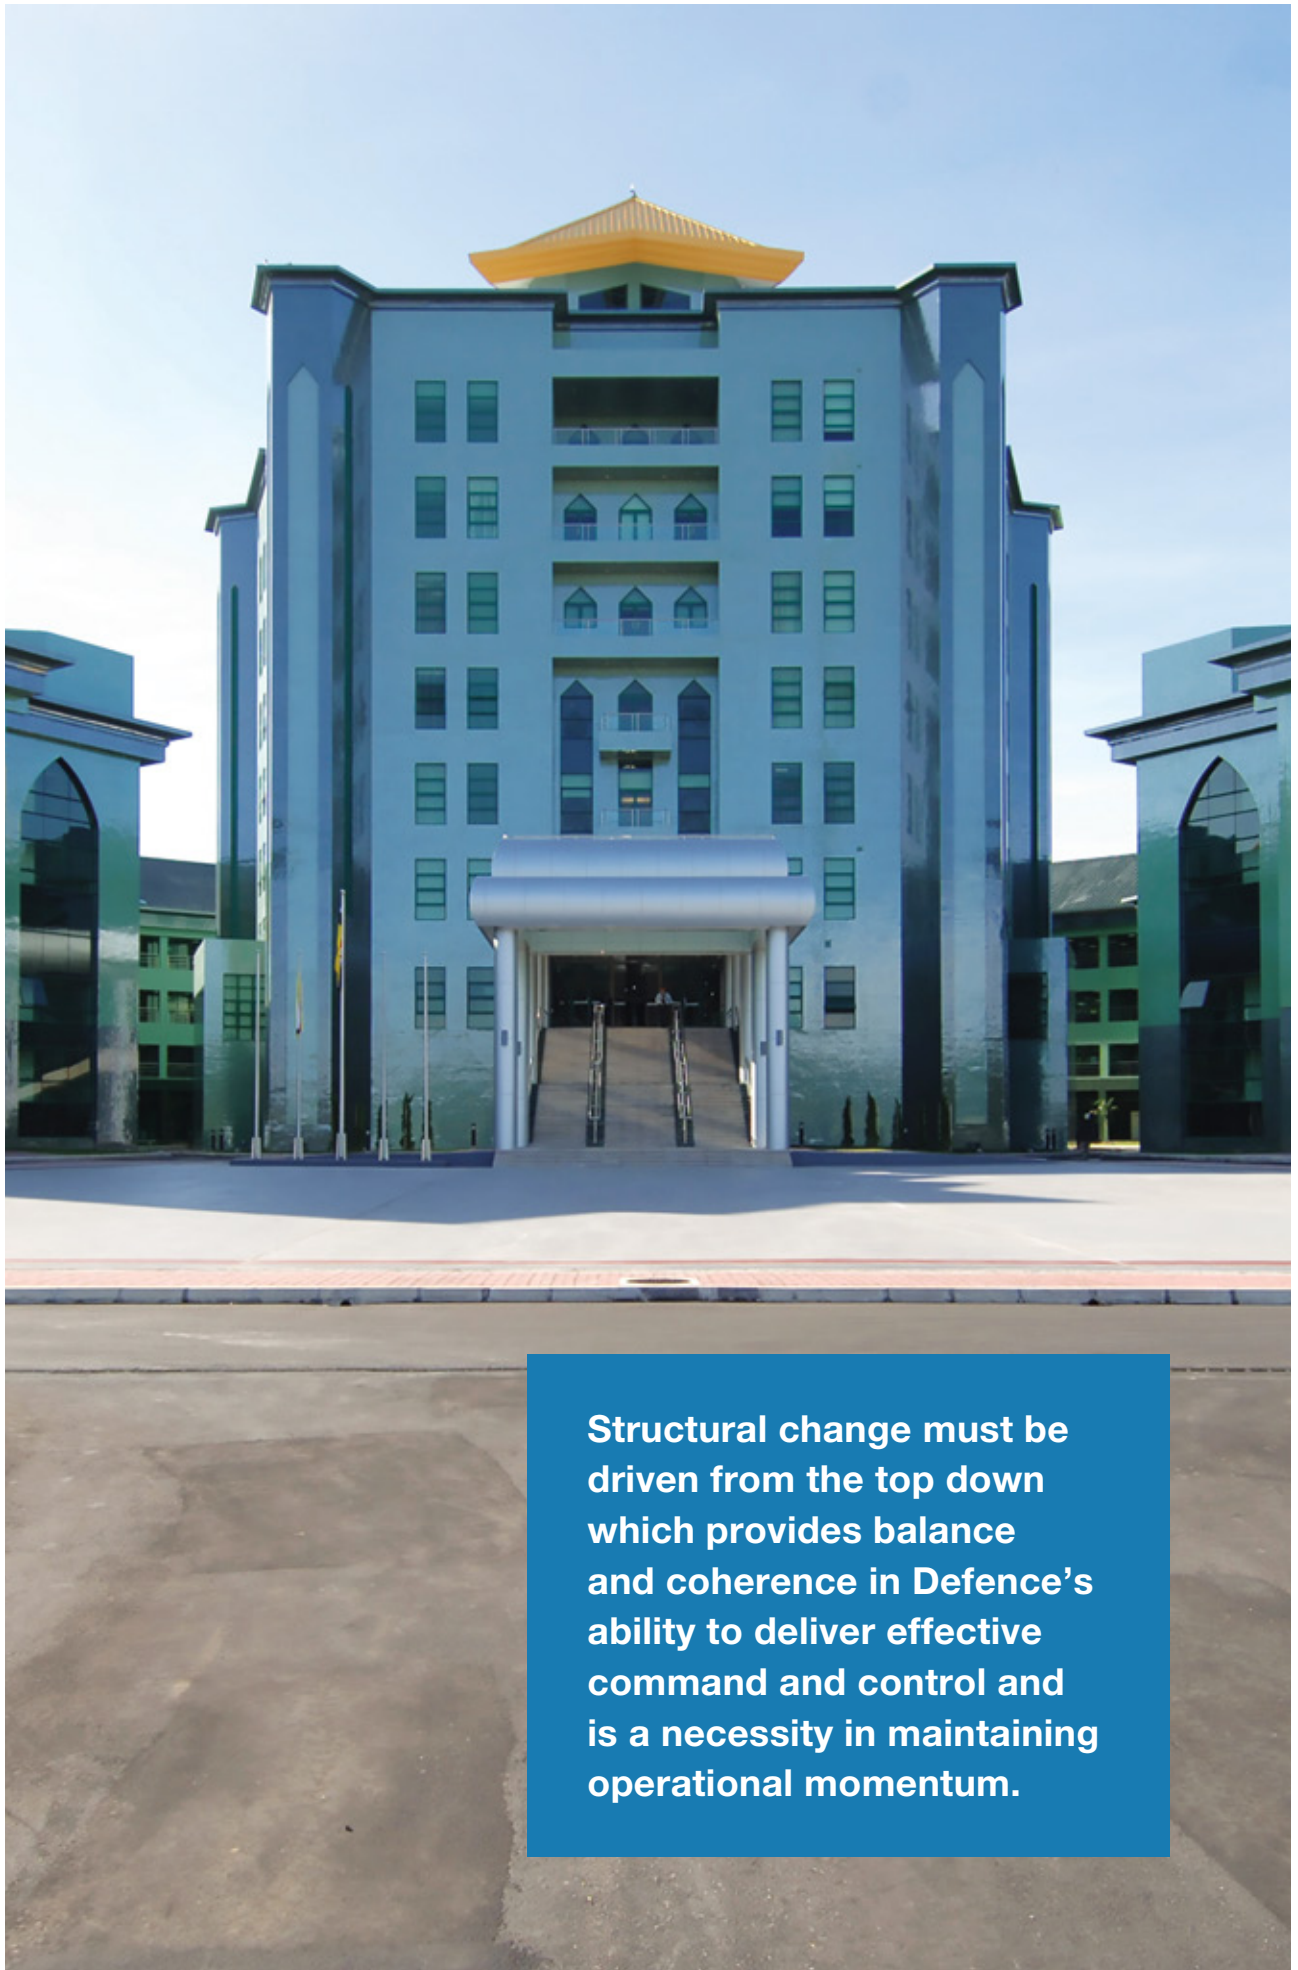 Structural change must be
driven from the top down
which provides balance
and coherence in Defence’s
ability to deliver effective
command and control and
is a necessity in maintaining
operational momentum.